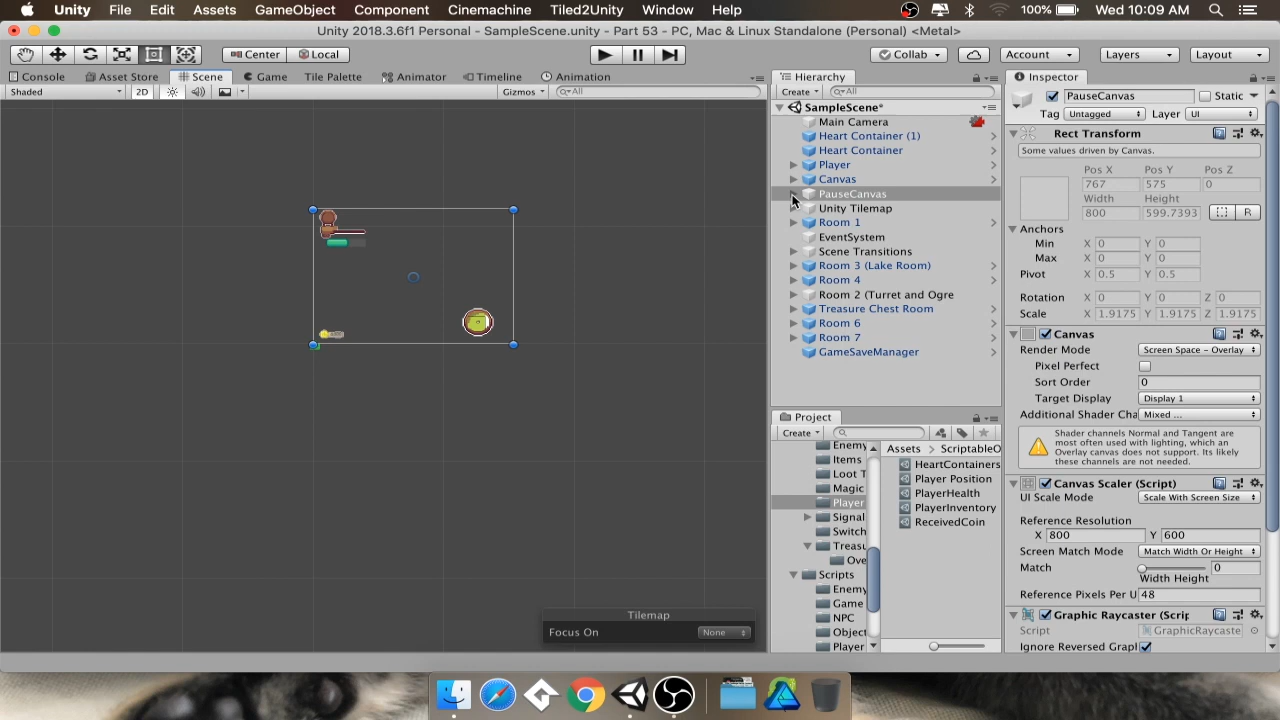 Unity File Edit Assets GameObject Component Cinemachine Tiled2Unity Window Help 100% Wed 10:09 AM
Unity 2018.3.6f1 Personal - SampleScene.unity - Part 53 - PC, Mac & Linux Standalone (Personal) <Metal>
Center Local Collab Account Layers Layout
Console Asset Store Scene Game Tile Palette Animator Timeline Animation
Shaded 2D Gizmos All
Tilemap
Focus On None
Hierarchy
Create All
SampleScene*
Main Camera
Heart Container (1)
Heart Container
Player
Canvas
PauseCanvas
Unity Tilemap
Room 1
EventSystem
Scene Transitions
Room 3 (Lake Room)
Room 4
Room 2 (Turret and Ogre
Treasure Chest Room
Room 6
Room 7
GameSaveManager
Project
Create
Enemy
Items
Loot T
Magic
Player
Signal
Switch
Treasu
Ove
Scripts
Enemy
Game
NPC
Object
Player
Assets ScriptableO
HeartContainers
Player Position
PlayerHealth
PlayerInventory
ReceivedCoin
Inspector
PauseCanvas Static
Tag Untagged Layer UI
Rect Transform
Some values driven by Canvas.
Pos X Pos Y Pos Z
767 575 0
Width Height
800 599.7393 R
Anchors
Min X 0 Y 0
Max X 0 Y 0
Pivot X 0.5 Y 0.5
Rotation X 0 Y 0 Z 0
Scale X 1.9175 Y 1.9175 Z 1.9175
Canvas
Render Mode Screen Space - Overlay
Pixel Perfect
Sort Order 0
Target Display Display 1
Additional Shader Cha Mixed ...
Shader channels Normal and Tangent are
most often used with lighting, which an
Overlay canvas does not support. Its likely
these channels are not needed.
Canvas Scaler (Script)
UI Scale Mode Scale With Screen Size
Reference Resolution
X 800 Y 600
Screen Match Mode Match Width Or Height
Match 0
Width Height
Reference Pixels Per U 48
Graphic Raycaster (Scrip
Script GraphicRaycaste
Ignore Reversed Graph